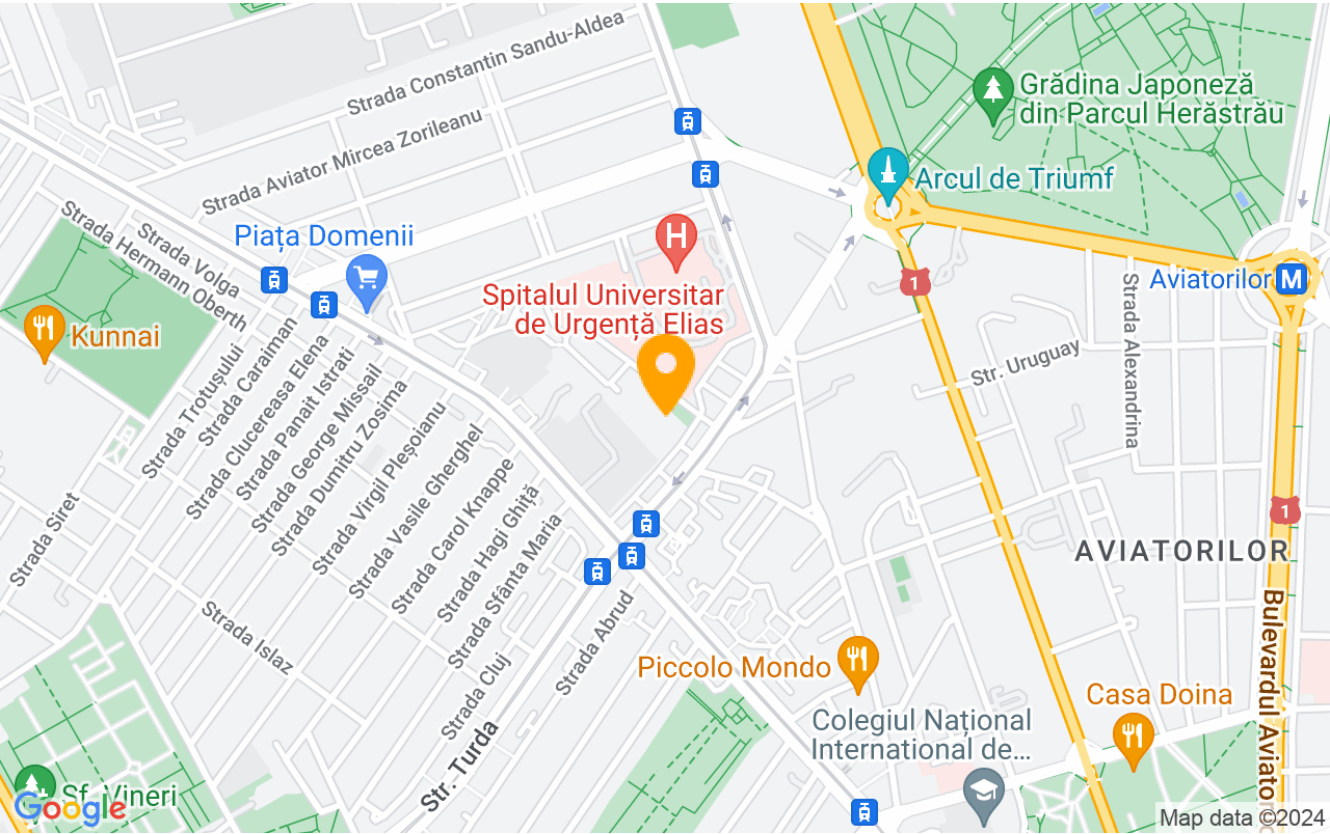 Strada Constantin Sandu-Aldea
Grădina Japoneză
din Parcul Herăstrău
Strada Aviator Mircea Zorileanu
Arcul de Triumf
Strada Hermann Oberth
Strada Volga
Piața Domenii
H
Spitalul Universitar
de Urgență Elias
1
Aviatorilor
M
Strada Alexandrina
Kunnai
Str. Uruguay
Strada Trotușului
Strada Caraiman
Strada Clucereasa Elena
Strada Panait Istrati
Strada George Missail
Strada Dumitru Zosima
Strada Virgil Pleșoianu
Strada Vasile Gherghel
Strada Carol Knappe
Strada Hagi Ghiță
Strada Sfânta Maria
Strada Siret
1
AVIATORILOR
Strada Islaz
Strada Abrud
Strada Cluj
Str. Turda
Piccolo Mondo
Casa Doina
Colegiul Național
International de...
Bulevardul Aviato
Sf. Vineri
Google
Map data ©2024